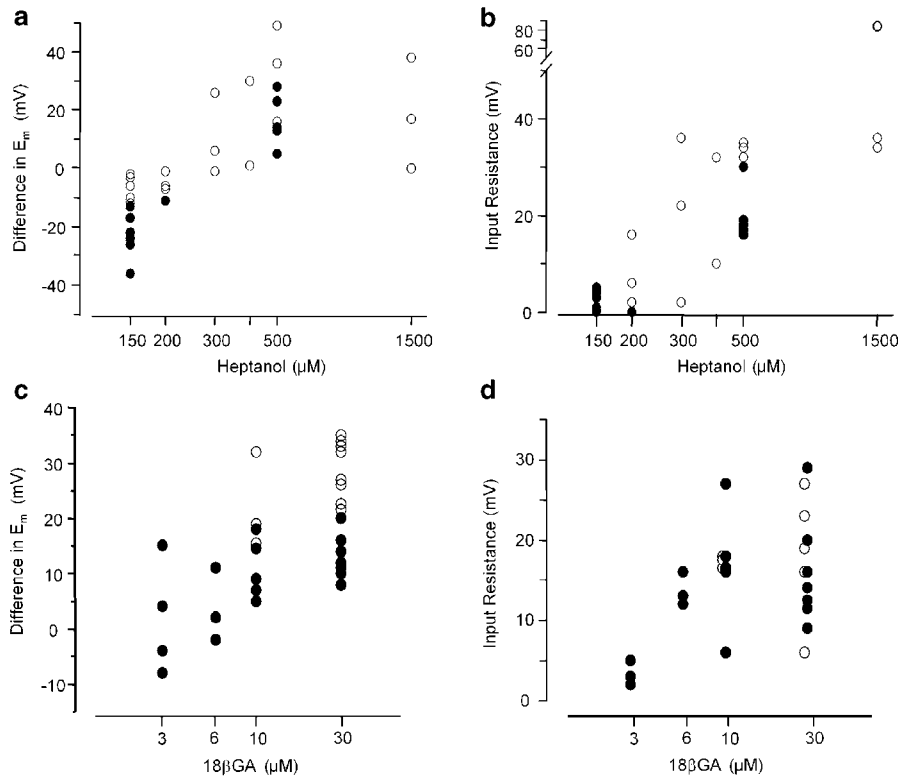 a
40
20
0
-20
-40
Difference in Em (mV)
150 200 300 500 1500
Heptanol (µM)
b
80
60
40
20
0
Input Resistance (mV)
150 200 300 500 1500
Heptanol (µM)
c
40
30
20
10
0
-10
Difference in Em (mV)
3 6 10 30
18βGA (µM)
d
30
20
10
0
Input Resistance (mV)
3 6 10 30
18βGA (µM)